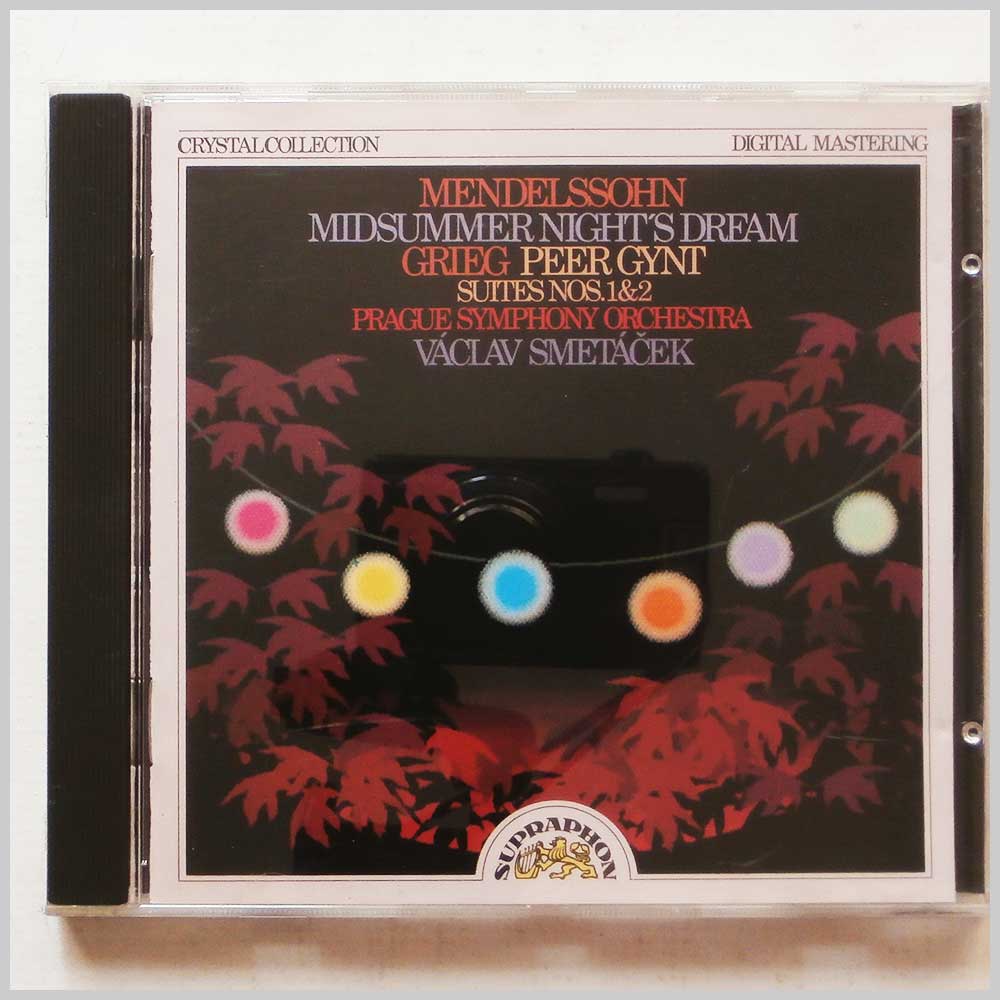 CRYSTAL COLLECTION
DIGITAL MASTERING
MENDELSSOHN
MIDSUMMER NIGHT´S DREAM
GRIEG PEER GYNT
SUITES NOS.1&2
PRAGUE SYMPHONY ORCHESTRA
VÁCLAV SMETÁČEK
SUPRAPHON